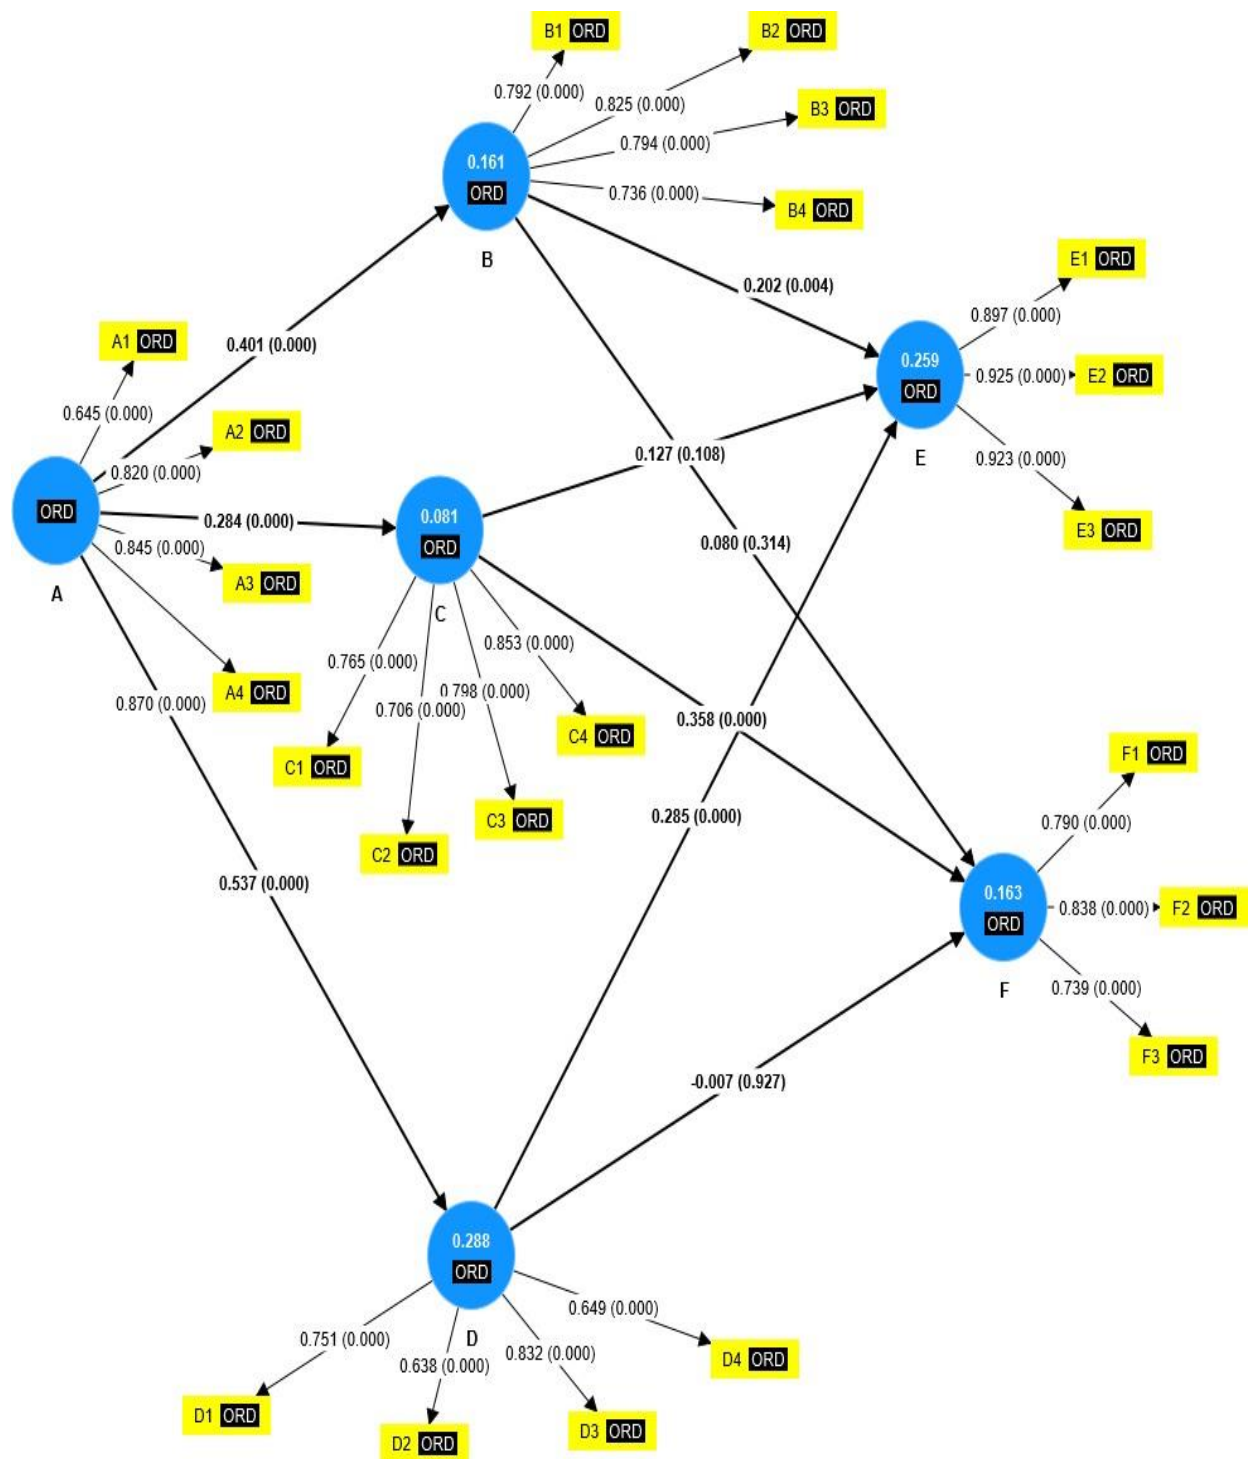 B1 ORD
B2 ORD
0.792 (0.000)
0.825 (0.000)
B3 ORD
0.794 (0.000)
0.161
ORD
0.736 (0.000)
B4 ORD
B
E1 ORD
0.202 (0.004)
0.897 (0.000)
A1 ORD
0.401 (0.000)
0.259
ORD
0.925 (0.000)
E2 ORD
0.645 (0.000)
A2 ORD
0.127 (0.108)
E
0.923 (0.000)
0.820 (0.000)
ORD
0.284 (0.000)
0.081
ORD
E3 ORD
0.845 (0.000)
0.080 (0.314)
A3 ORD
A
C
0.853 (0.000)
0.765 (0.000)
A4 ORD
0.798 (0.000)
0.870 (0.000)
0.706 (0.000)
0.358 (0.000)
C4 ORD
F1 ORD
C1 ORD
0.285 (0.000)
C3 ORD
0.790 (0.000)
C2 ORD
0.537 (0.000)
0.163
ORD
0.838 (0.000)
F2 ORD
F
0.739 (0.000)
F3 ORD
-0.007 (0.927)
0.288
ORD
0.649 (0.000)
D
0.751 (0.000)
0.638 (0.000)
0.832 (0.000)
D4 ORD
D1 ORD
D3 ORD
D2 ORD